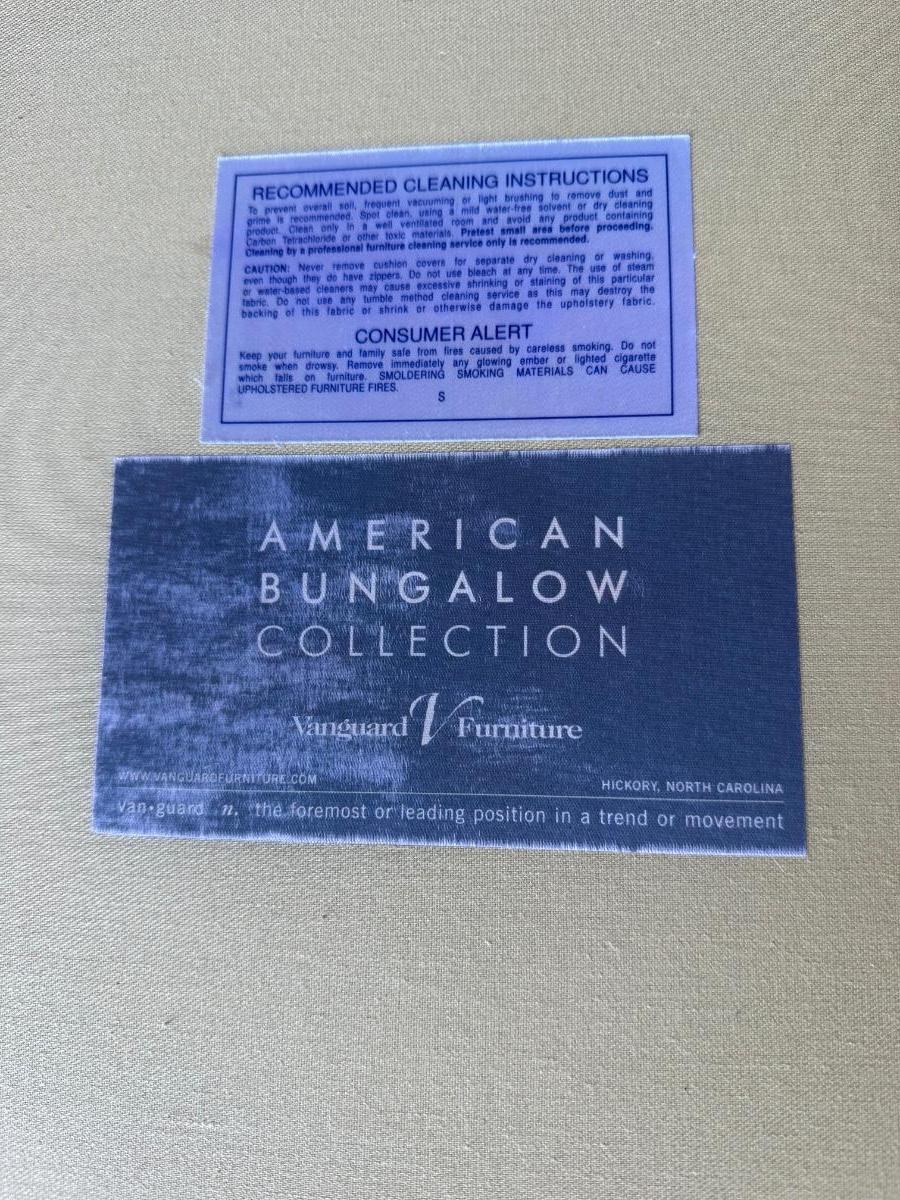 RECOMMENDED CLEANING INSTRUCTIONS
To prevent overall soil, frequent vacuuming or light brushing to remove dust and
grime is recommended. Spot clean, using a mild water-free solvent or dry cleaning
product. Clean only in a well ventilated room and avoid any product containing
Carbon Tetrachloride or other toxic materials. Pretest small area before proceeding.
Cleaning by a professional furniture cleaning service only is recommended.
CAUTION: Never remove cushion covers for separate dry cleaning or washing,
even though they do have zippers. Do not use bleach at any time. The use of steam
or water-based cleaners may cause excessive shrinking or staining of this particular
fabric. Do not use any tumble method cleaning service as this may destroy the
backing of this fabric or shrink or otherwise damage the upholstery fabric.
CONSUMER ALERT
Keep your furniture and family safe from fires caused by careless smoking. Do not
smoke when drowsy. Remove immediately any glowing ember or lighted cigarette
which falls on furniture. SMOLDERING SMOKING MATERIALS CAN CAUSE
UPHOLSTERED FURNITURE FIRES.
S
AMERICAN
BUNGALOW
COLLECTION
Vanguard V Furniture
WWW.VANGUARDFURNITURE.COM
HICKORY, NORTH CAROLINA
van•guard n. the foremost or leading position in a trend or movement